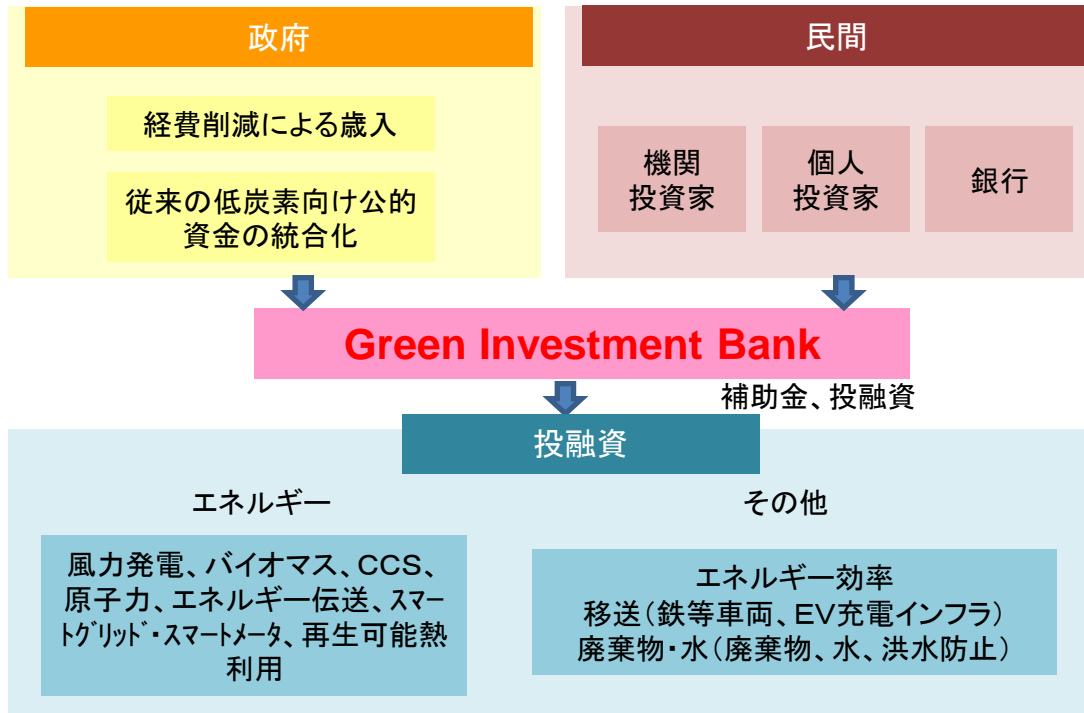 政府
経費削減による歳入
従来の低炭素向け公的
資金の統合化
民間
機関
投資家
個人
投資家
銀行
Green Investment Bank
補助金、投融資
投融資
エネルギー
風力発電、バイオマス、CCS、
原子力、エネルギー伝送、ｽﾏｰ
ﾄｸﾞﾘｯﾄﾞ・スマートメータ、再生可能熱
利用
その他
エネルギー効率
移送（鉄等車両、EV充電インフラ）
廃棄物・水（廃棄物、水、洪水防止）